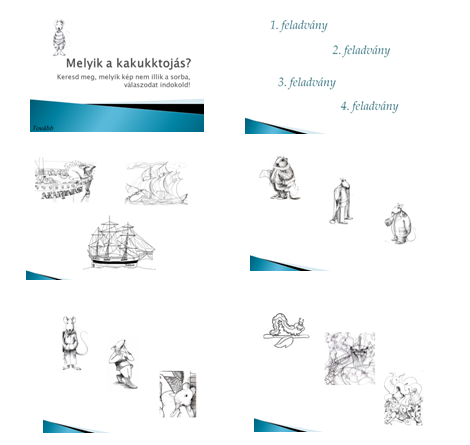 Melyik a kakukktojás?
Keresd meg, melyik kép nem illik a sorba,
válaszodat indokold!
Tovább
1. feladvány
2. feladvány
3. feladvány
4. feladvány